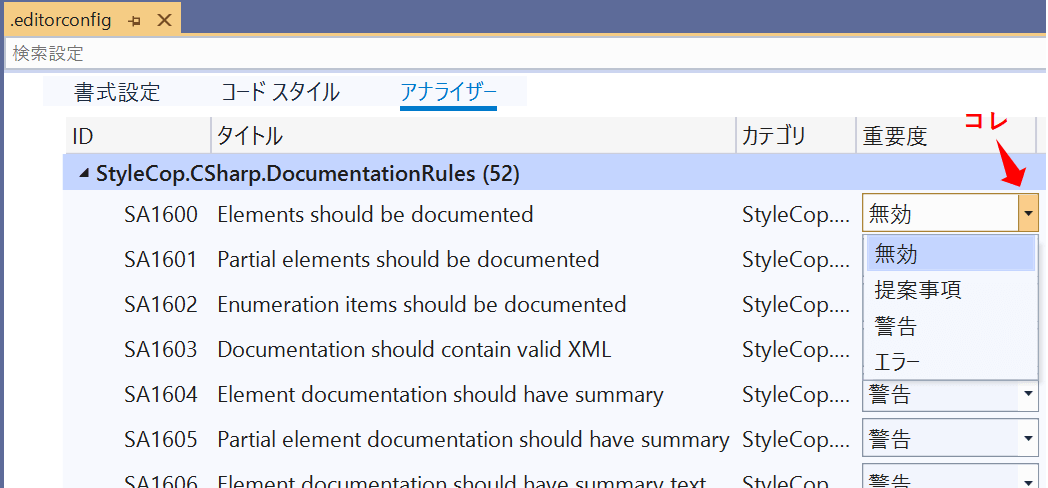 .editorconfig
検索設定
書式設定 コード スタイル アナライザー
コレ
ID タイトル カテゴリ 重要度
StyleCop.CSharp.DocumentationRules (52)
SA1600 Elements should be documented StyleCop.... 無効
SA1601 Partial elements should be documented StyleCop.... 無効
SA1602 Enumeration items should be documented StyleCop.... 提案事項
警告
SA1603 Documentation should contain valid XML StyleCop.... エラー
SA1604 Element documentation should have summary StyleCop.... 警告
SA1605 Partial element documentation should have summary StyleCop.... 警告
SA1606 Element documentation should have summary text StyleCop.... 警告